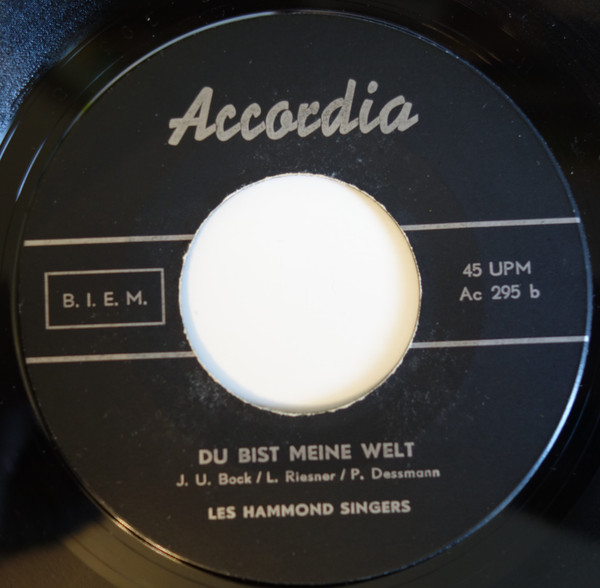 Accordia
B. I. E. M.
45 UPM
Ac 295 b
DU BIST MEINE WELT
J. U. Bock / L. Riesner / P. Dessmann
LES HAMMOND SINGERS